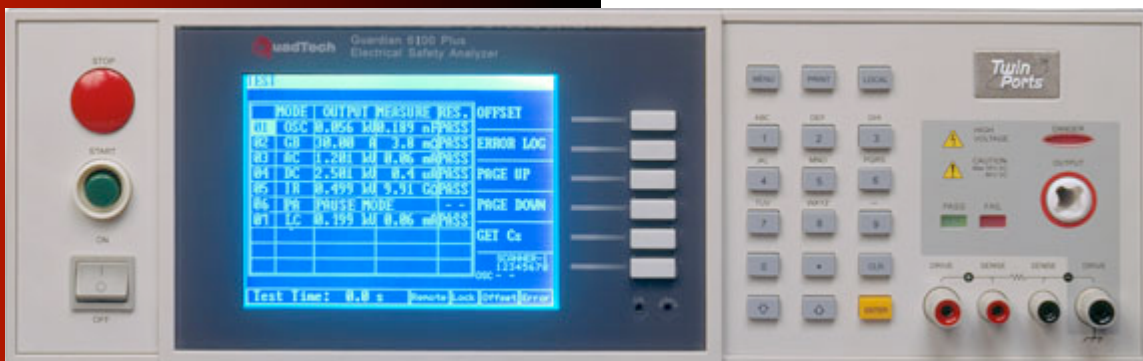 STOP
START
ON
OFF
QuadTech
Guardian 6100 Plus
Electrical Safety Analyzer
TEST
MODE OUTPUT MEASURE RES.
01 OSC 0.056 kV 0.189 nF PASS
02 GB 30.00 A 3.0 mΩ PASS
03 AC 1.201 kV 0.06 mA PASS
04 DC 2.501 kV 0.4 uA PASS
05 IR 0.499 kV 9.91 GΩ PASS
06 PA PAUSE MODE - -
07 LC 0.199 kV 0.06 mA PASS
OFFSET
ERROR LOG
PAGE UP
PAGE DOWN
GET Cs
SCANNER-1
12345678
OSC - -
Test Time: 0.0 s Remote Lock Offset Error
MENU PRINT LOCAL
ABC DEF GHI
1 2 3
JKL MNO PQRS
4 5 6
TUV WXYZ
7 8 9
0 • CLR
ENTER
Twin
Ports
HIGH
VOLTAGE
DANGER
CAUTION
OUTPUT
PASS FAIL
DRIVE SENSE SENSE DRIVE